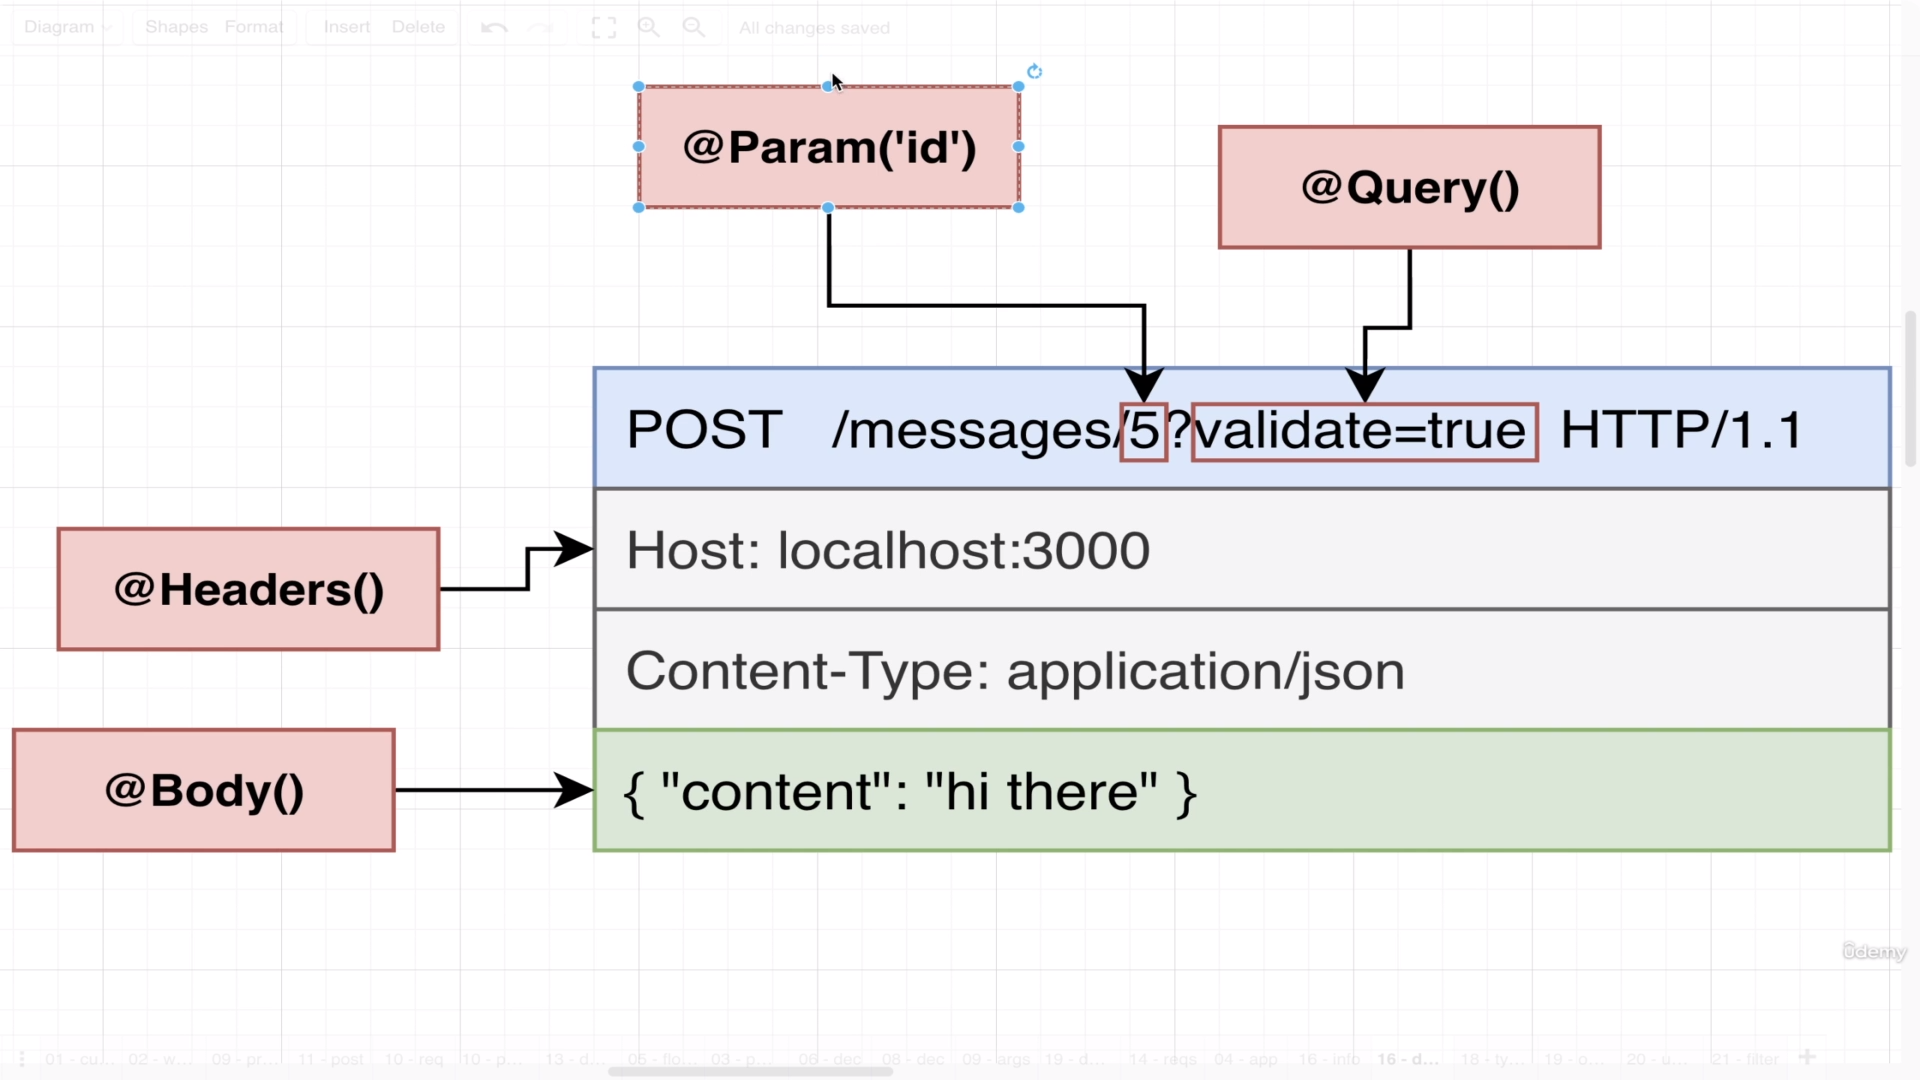 Diagram Shapes Format Insert Delete All changes saved
@Param('id')
@Query()
POST /messages/5?validate=true HTTP/1.1
@Headers()
Host: localhost:3000
Content-Type: application/json
@Body()
{ "content": "hi there" }
ûdemy
01 - cu... 02 - w... 09 - pr... 11 - post 10 - req 10 - p... 13 - d... 05 - flo... 03 - p... 06 - dec 08 - dec 09 - args 19 - d... 14 - reqs 04 - app 16 - info 16 - d... 18 - ty... 19 - o... 20 - u... 21 - filter